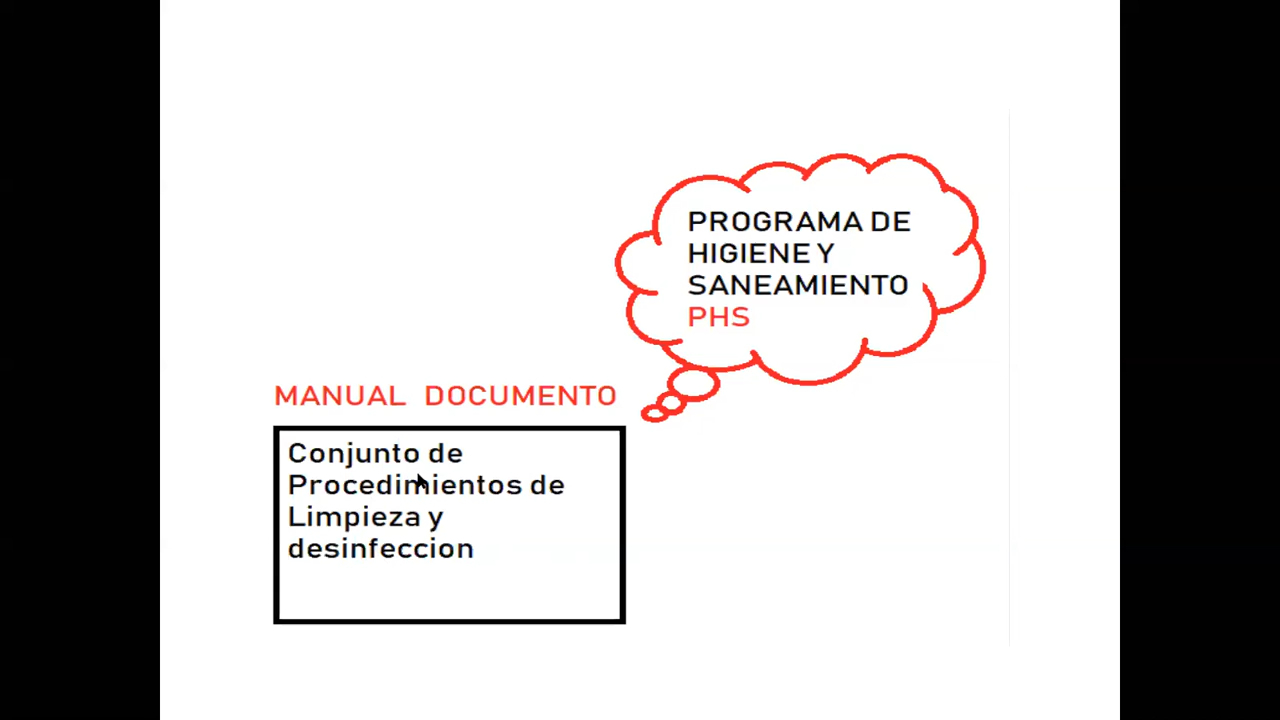 PROGRAMA DE
HIGIENE Y
SANEAMIENTO
PHS
MANUAL DOCUMENTO
Conjunto de
Procedimientos de
Limpieza y
desinfeccion